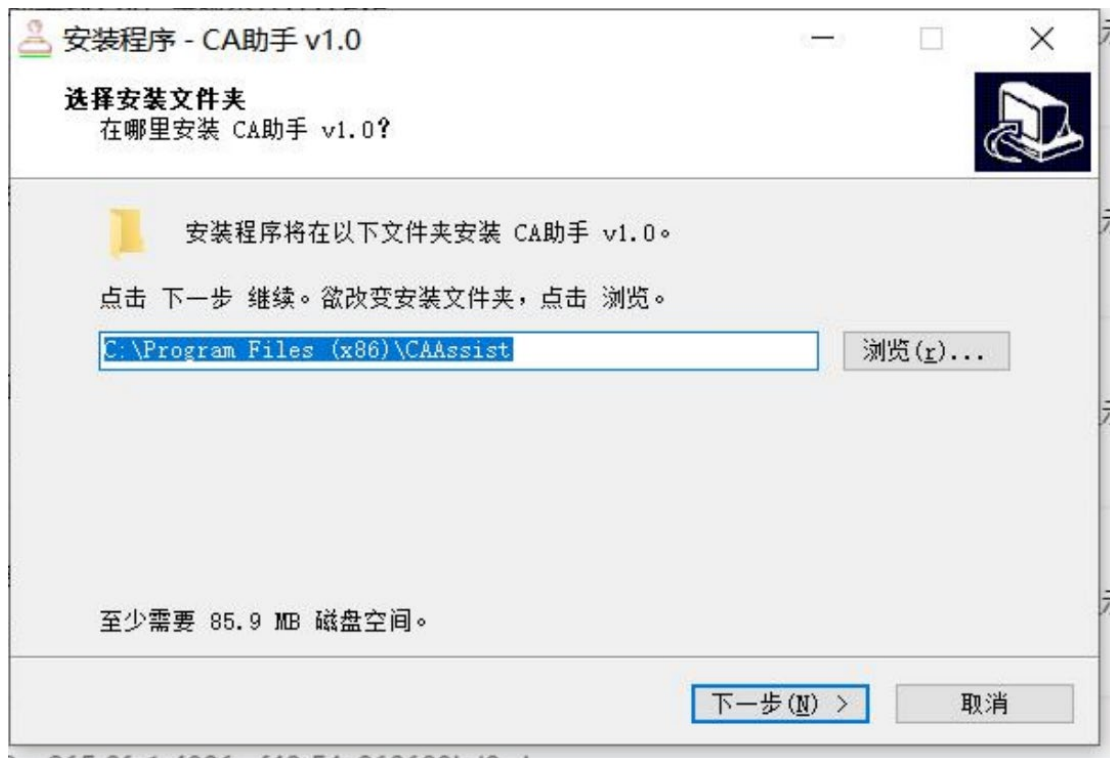 安装程序 - CA助手 v1.0
选择安装文件夹
在哪里安装 CA助手 v1.0?
安装程序将在以下文件夹安装 CA助手 v1.0。
点击 下一步 继续。欲改变安装文件夹，点击 浏览。
C:\Program Files (x86)\CAAssist
浏览(r)...
至少需要 85.9 MB 磁盘空间。
下一步(N) >
取消